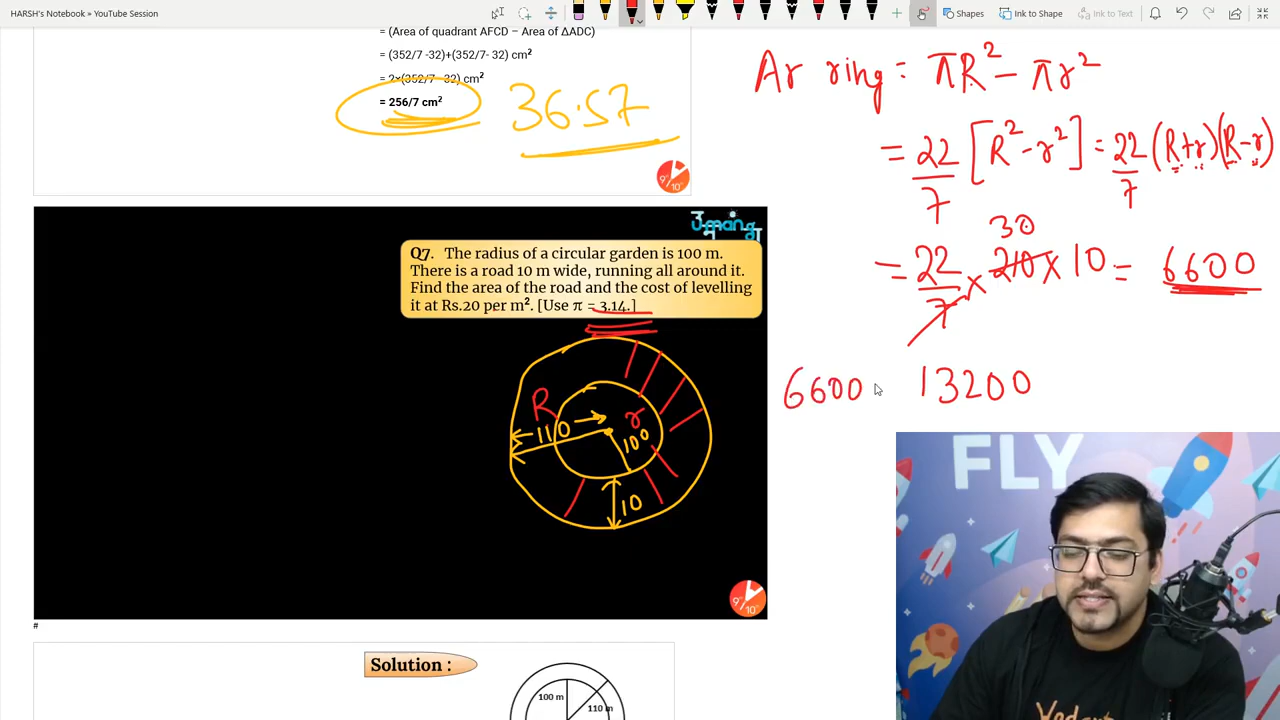 HARSH's Notebook » YouTube Session
Shapes
Ink to Shape
Ink to Text
= (Area of quadrant AFCD – Area of ΔADC)
= (352/7 -32)+(352/7- 32) cm²
= 2×(352/7 -32) cm²
= 256/7 cm²
36.57
9th 10th
Ar ring = πR² – πr²
= 22/7 [R² - r²] = 22/7 (R+r)(R-r)
30
= 22/7 × 210 × 10 = 6600
6600 13200
उमंग
Q7. The radius of a circular garden is 100 m.
There is a road 10 m wide, running all around it.
Find the area of the road and the cost of levelling
it at Rs.20 per m². [Use π = 3.14.]
R
r
110
100
10
9th 10th
#
Solution :
100 m
110 m
FLY